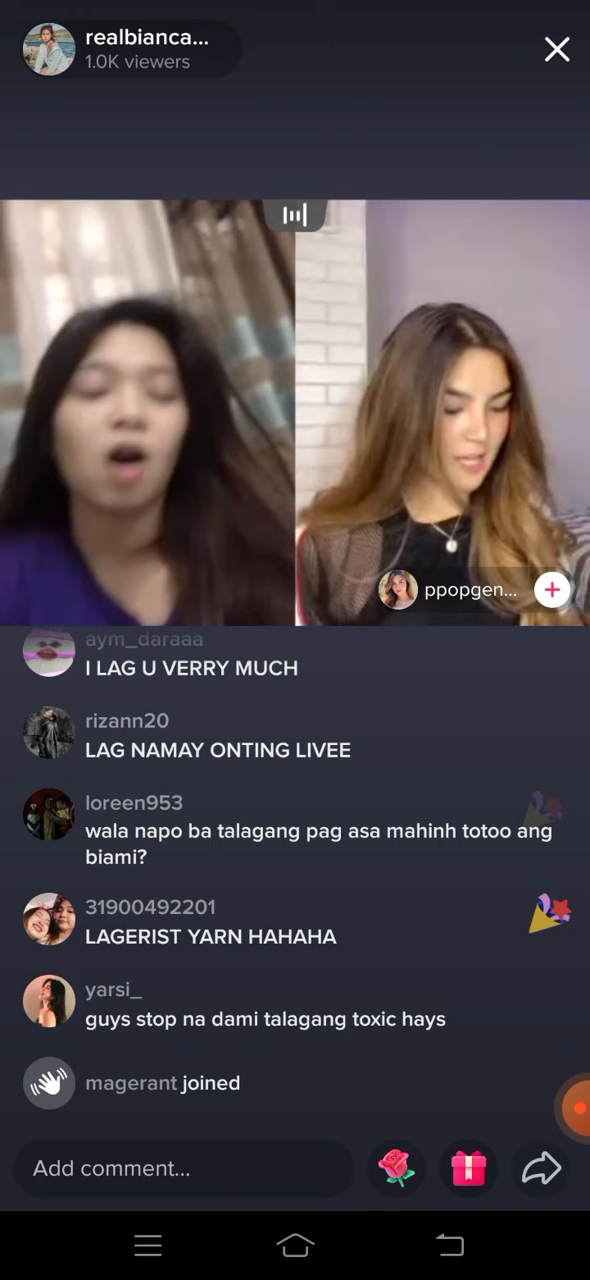 realbianca...
1.0K viewers
ppopgen...
aym_daraaa
I LAG U VERRY MUCH
rizann20
LAG NAMAY ONTING LIVEE
loreen953
wala napo ba talagang pag asa mahinh totoo ang
biami?
31900492201
LAGERIST YARN HAHAHA
yarsi_
guys stop na dami talagang toxic hays
magerant joined
Add comment...